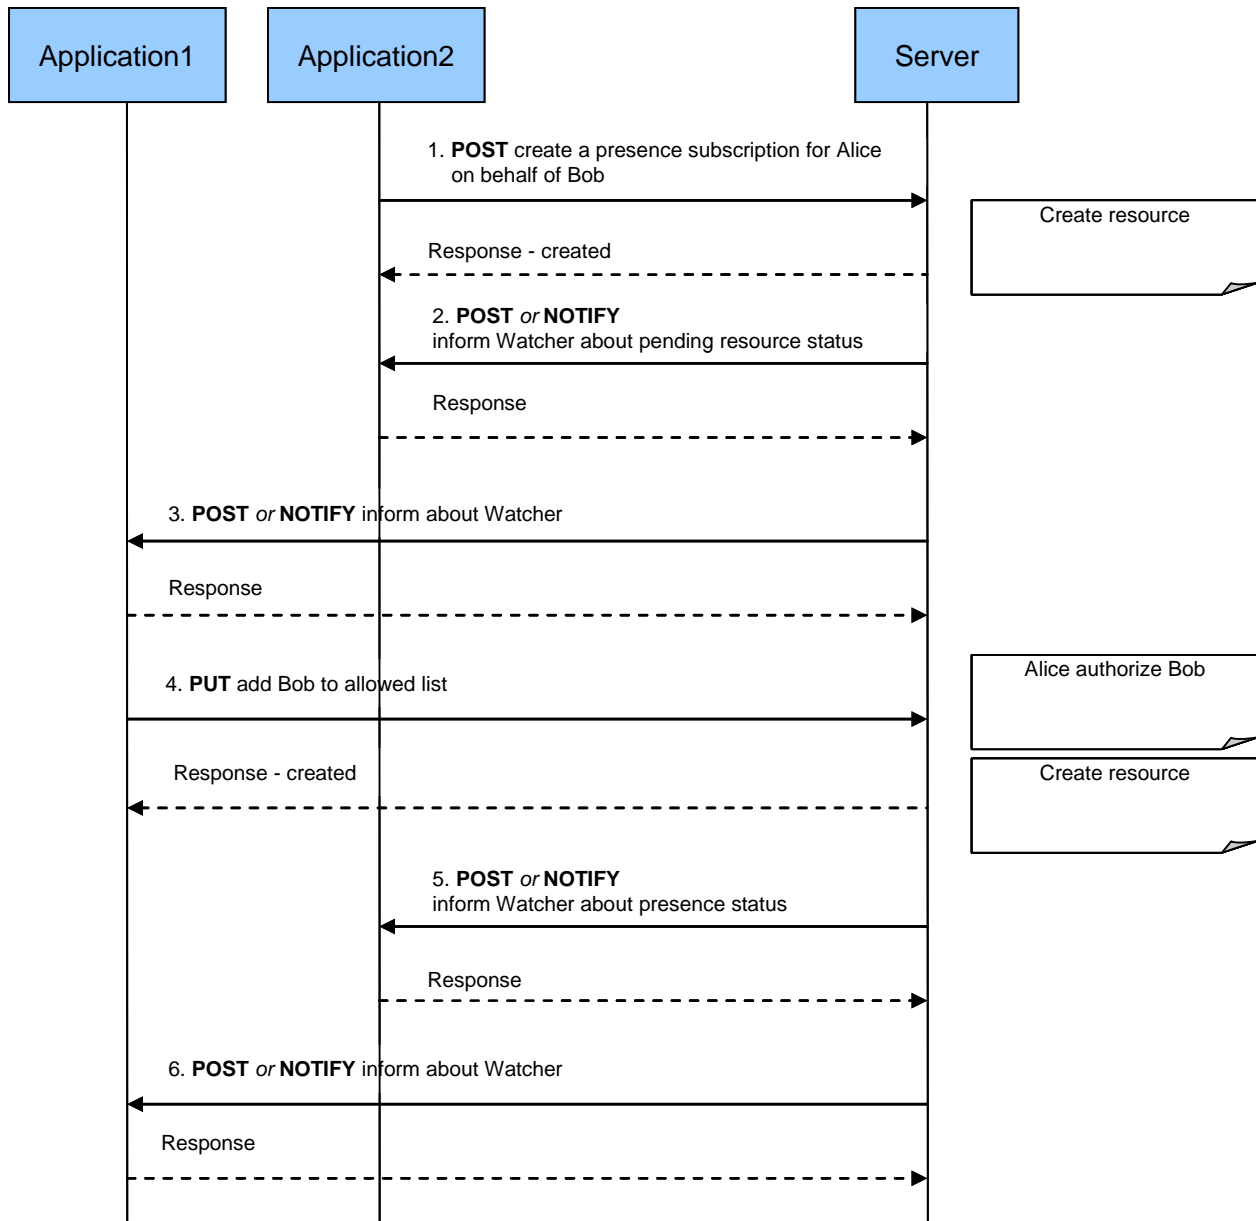 Application1
Application2
Server
1. POST create a presence subscription for Alice
on behalf of Bob
Create resource
Response - created
2. POST or NOTIFY
inform Watcher about pending resource status
Response
3. POST or NOTIFY inform about Watcher
Response
Alice authorize Bob
4. PUT add Bob to allowed list
Response - created
Create resource
5. POST or NOTIFY
inform Watcher about presence status
Response
6. POST or NOTIFY inform about Watcher
Response